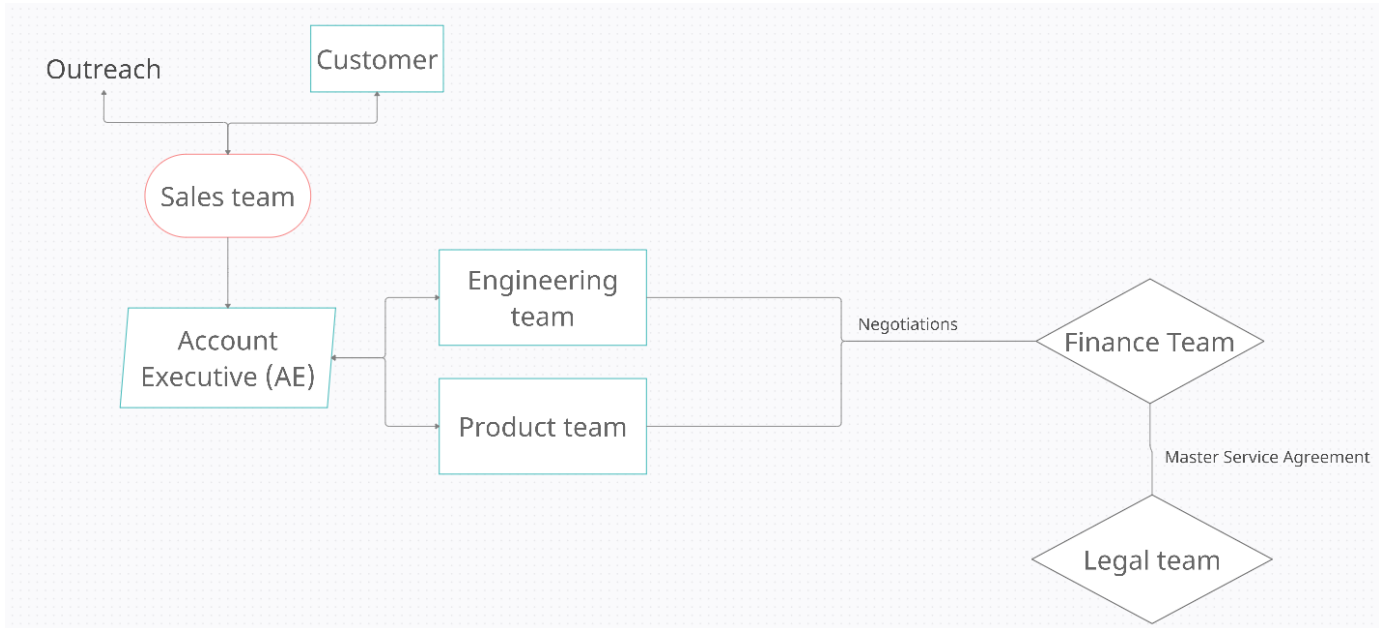 Outreach
Customer
Sales team
Account
Executive (AE)
Engineering
team
Product team
Negotiations
Finance Team
Master Service Agreement
Legal team